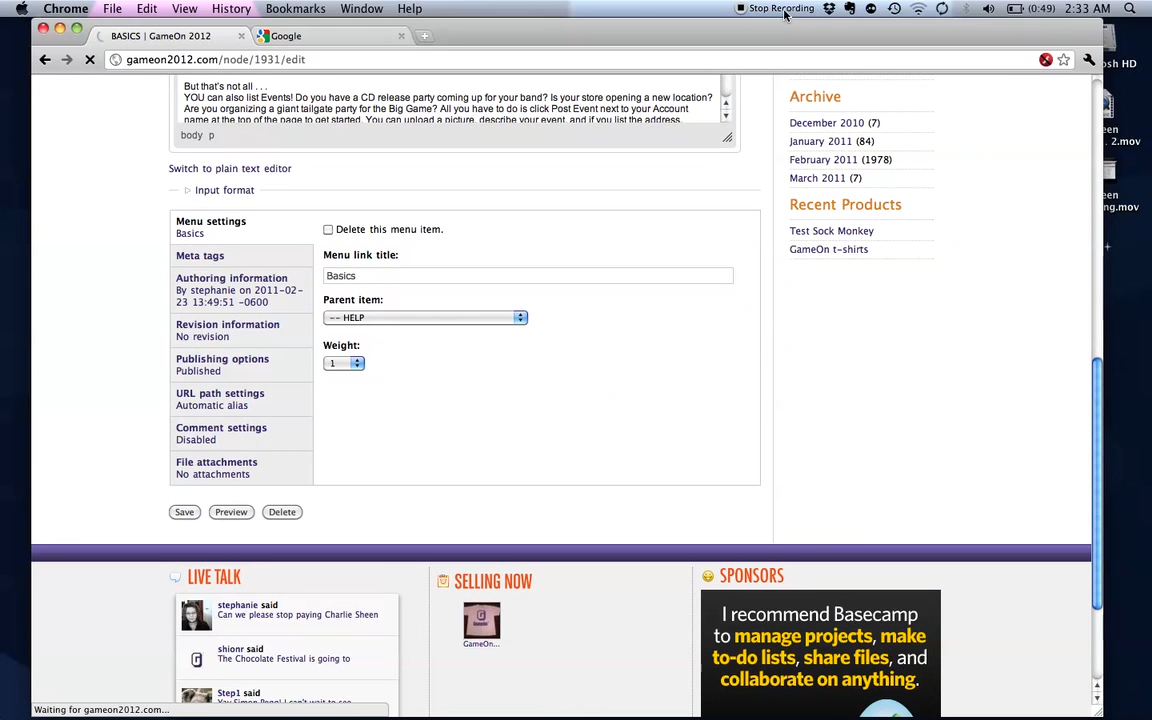 Chrome File Edit View History Bookmarks Window Help Stop Recording (0:49) 2:33 AM
BASICS | GameOn 2012 Google
gameon2012.com/node/1931/edit
But that's not all . . .
YOU can also list Events! Do you have a CD release party coming up for your band? Is your store opening a new location?
Are you organizing a giant tailgate party for the Big Game? All you have to do is click Post Event next to your Account
name at the top of the page to get started. You can upload a picture, describe your event, and if you list the address,
body p
Switch to plain text editor
Input format
Menu settings
Basics
Meta tags
Authoring information
By stephanie on 2011-02-
23 13:49:51 -0600
Revision information
No revision
Publishing options
Published
URL path settings
Automatic alias
Comment settings
Disabled
File attachments
No attachments
Delete this menu item.
Menu link title:
Basics
Parent item:
-- HELP
Weight:
1
Save Preview Delete
Archive
December 2010 (7)
January 2011 (84)
February 2011 (1978)
March 2011 (7)
Recent Products
Test Sock Monkey
GameOn t-shirts
osh HD
een
2.mov
een
ng.mov
LIVE TALK
stephanie said
Can we please stop paying Charlie Sheen
shionr said
The Chocolate Festival is going to
Step1 said
SELLING NOW
GameOn...
SPONSORS
I recommend Basecamp
to manage projects, make
to-do lists, share files, and
collaborate on anything.
Waiting for gameon2012.com...